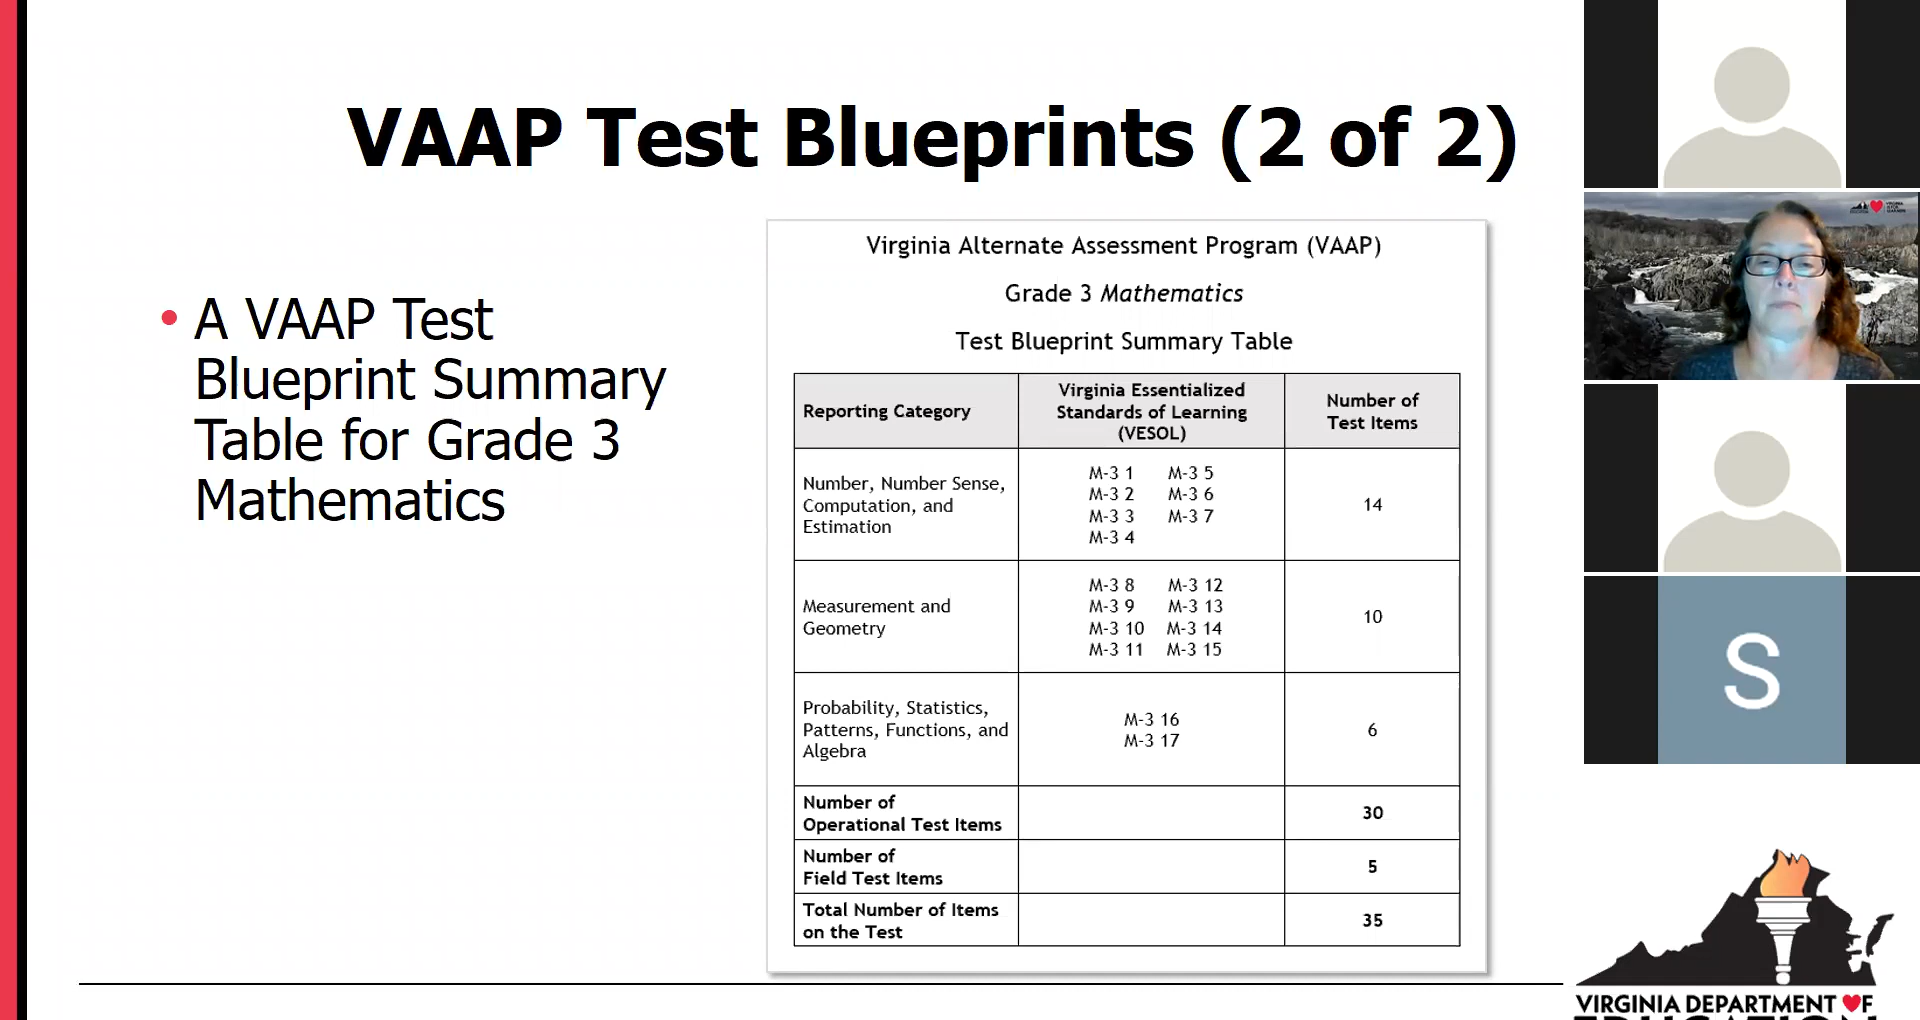 VAAP Test Blueprints (2 of 2)
• A VAAP Test
Blueprint Summary
Table for Grade 3
Mathematics
Virginia Alternate Assessment Program (VAAP)
Grade 3 Mathematics
Test Blueprint Summary Table
Reporting Category
Virginia Essentialized
Standards of Learning
(VESOL)
Number of
Test Items
Number, Number Sense,
Computation, and
Estimation
M-3 1 M-3 5
M-3 2 M-3 6
M-3 3 M-3 7
M-3 4
14
Measurement and
Geometry
M-3 8 M-3 12
M-3 9 M-3 13
M-3 10 M-3 14
M-3 11 M-3 15
10
Probability, Statistics,
Patterns, Functions, and
Algebra
M-3 16
M-3 17
6
Number of
Operational Test Items
30
Number of
Field Test Items
5
Total Number of Items
on the Test
35
S
VIRGINIA DEPARTMENT OF
EDUCATION